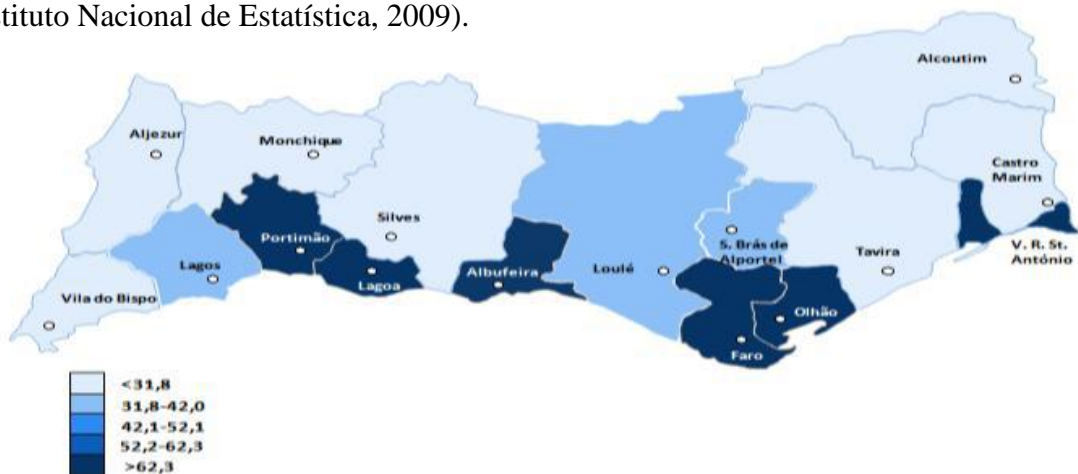 stituto Nacional de Estatística, 2009).
Alcoutim
Aljezur
Monchique
Castro
Marim
Silves
Portimão
S. Brás de
Alportel
V. R. St.
António
Tavira
Lagos
Loulé
Albufeira
Lagoa
Vila do Bispo
Olhão
Faro
<31,8
31,8-42,0
42,1-52,1
52,2-62,3
>62,3